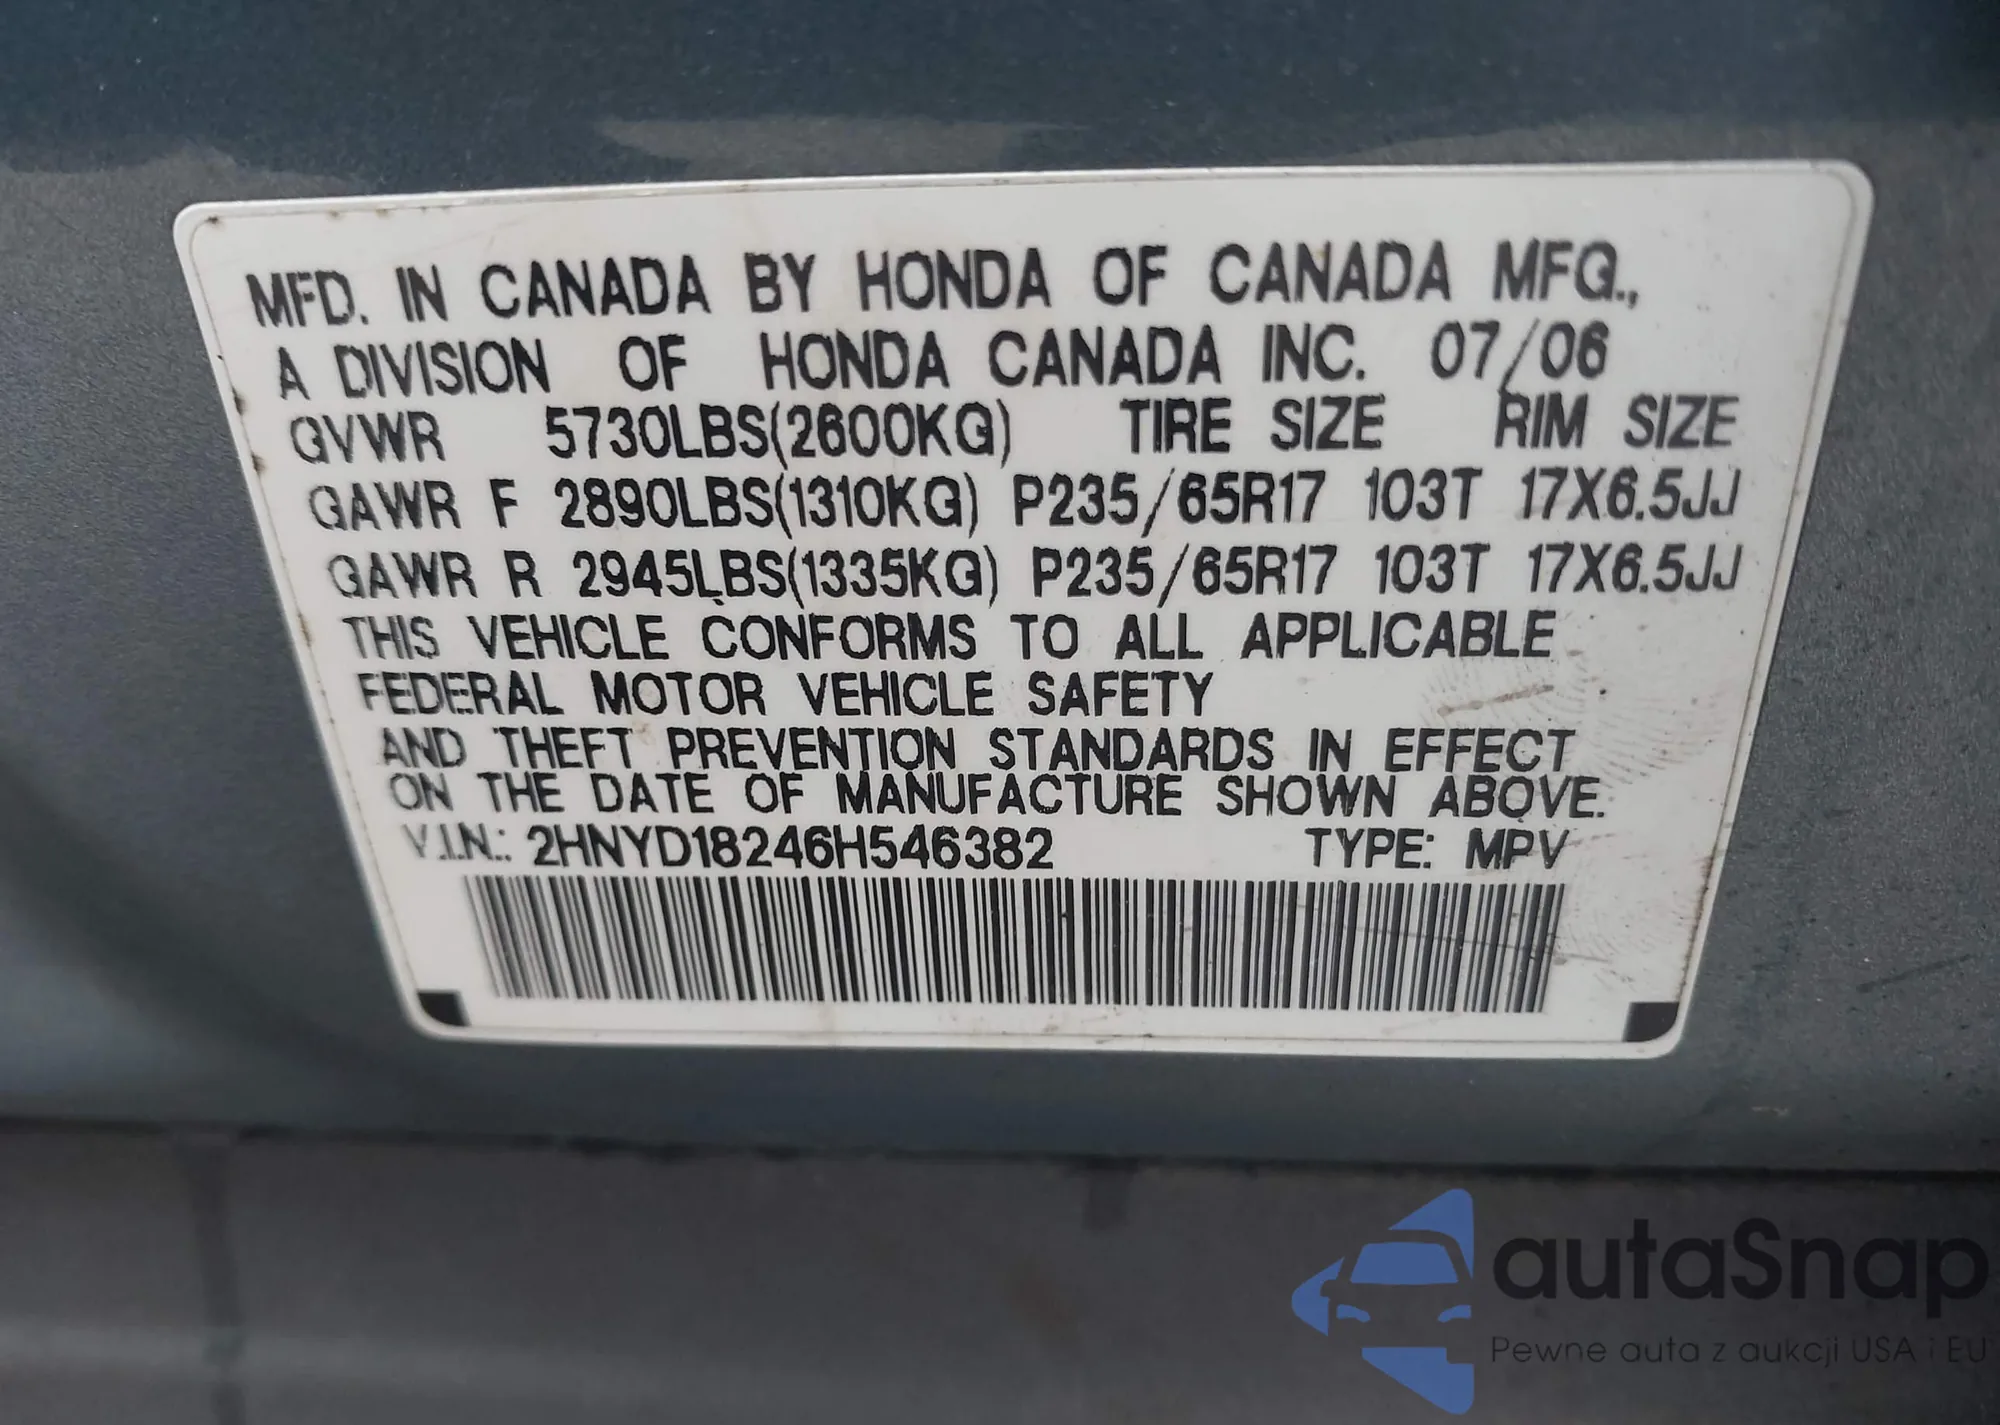 MFD. IN CANADA BY HONDA OF CANADA MFG.,
A DIVISION OF HONDA CANADA INC. 07/06
GVWR 5730LBS(2600KG) TIRE SIZE RIM SIZE
GAWR F 2890LBS(1310KG) P235/65R17 103T 17X6.5JJ
GAWR R 2945LBS(1335KG) P235/65R17 103T 17X6.5JJ
THIS VEHICLE CONFORMS TO ALL APPLICABLE
FEDERAL MOTOR VEHICLE SAFETY
AND THEFT PREVENTION STANDARDS IN EFFECT
ON THE DATE OF MANUFACTURE SHOWN ABOVE.
V.I.N.: 2HNYD18246H546382 TYPE: MPV
autaSnap
Pewne auta z aukcji USA i EU